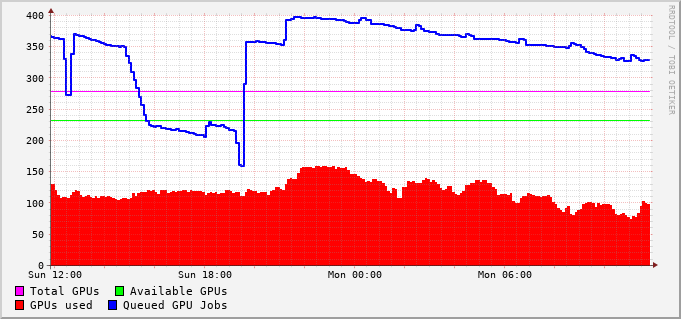 400
350
300
250
200
150
100
50
0
Sun 12:00 Sun 18:00 Mon 00:00 Mon 06:00
Total GPUs Available GPUs
GPUs used Queued GPU Jobs
RRDTOOL / TOBI OETIKER